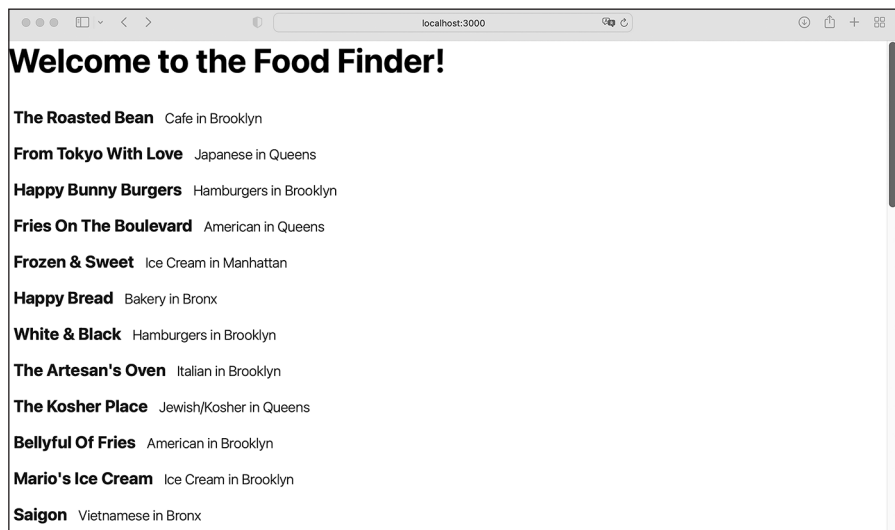 localhost:3000
Welcome to the Food Finder!
The Roasted Bean Cafe in Brooklyn
From Tokyo With Love Japanese in Queens
Happy Bunny Burgers Hamburgers in Brooklyn
Fries On The Boulevard American in Queens
Frozen & Sweet Ice Cream in Manhattan
Happy Bread Bakery in Bronx
White & Black Hamburgers in Brooklyn
The Artesan's Oven Italian in Brooklyn
The Kosher Place Jewish/Kosher in Queens
Bellyful Of Fries American in Brooklyn
Mario's Ice Cream Ice Cream in Brooklyn
Saigon Vietnamese in Bronx